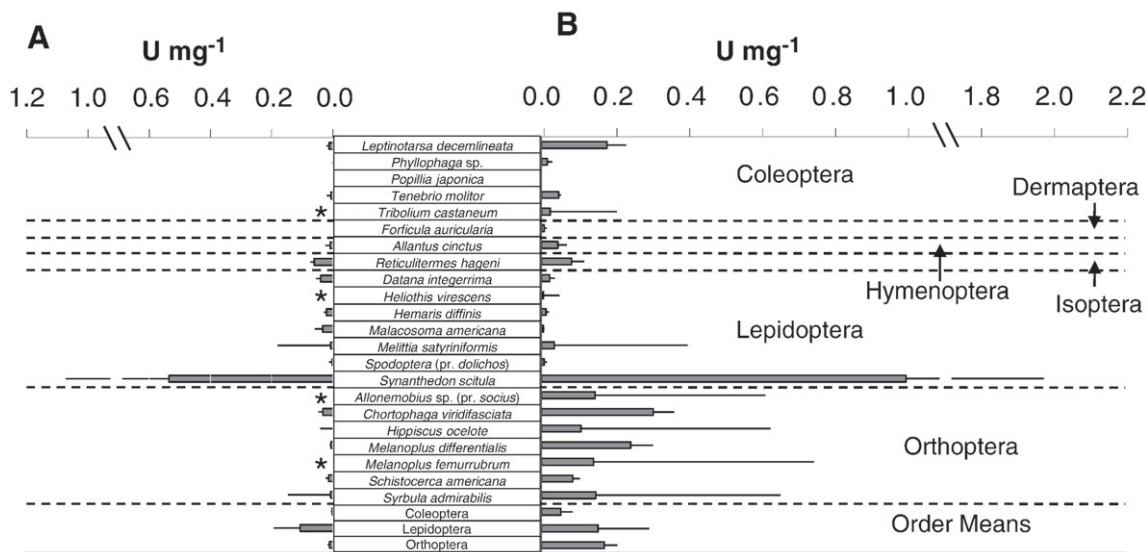 A
B
U mg-1
U mg-1
1.2 1.0 0.6 0.4 0.2 0.0
0.0 0.2 0.4 0.6 0.8 1.0 1.8 2.0 2.2
Leptinotarsa decemlineata
Phyllophaga sp.
Popillia japonica
Tenebrio molitor
* Tribolium castaneum
Forficula auricularia
Allantus cinctus
Reticulitermes hageni
Datana integerrima
* Heliothis virescens
Hemaris diffinis
Malacosoma americana
Melittia satyriniformis
Spodoptera (pr. dolichos)
Synanthedon scitula
* Allonemobius sp. (pr. socius)
Chortophaga viridifasciata
Hippiscus ocelote
Melanoplus differentialis
* Melanoplus femurrubrum
Schistocerca americana
Syrbula admirabilis
Coleoptera
Lepidoptera
Orthoptera
Coleoptera
Dermaptera
Hymenoptera
Isoptera
Lepidoptera
Orthoptera
Order Means